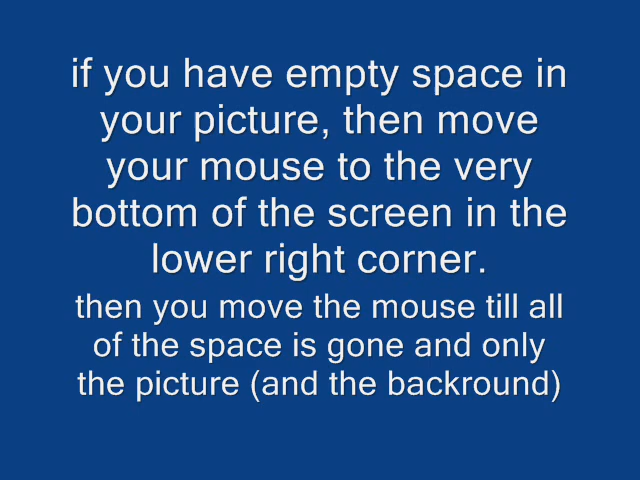 if you have empty space in
your picture, then move
your mouse to the very
bottom of the screen in the
lower right corner.
then you move the mouse till all
of the space is gone and only
the picture (and the backround)